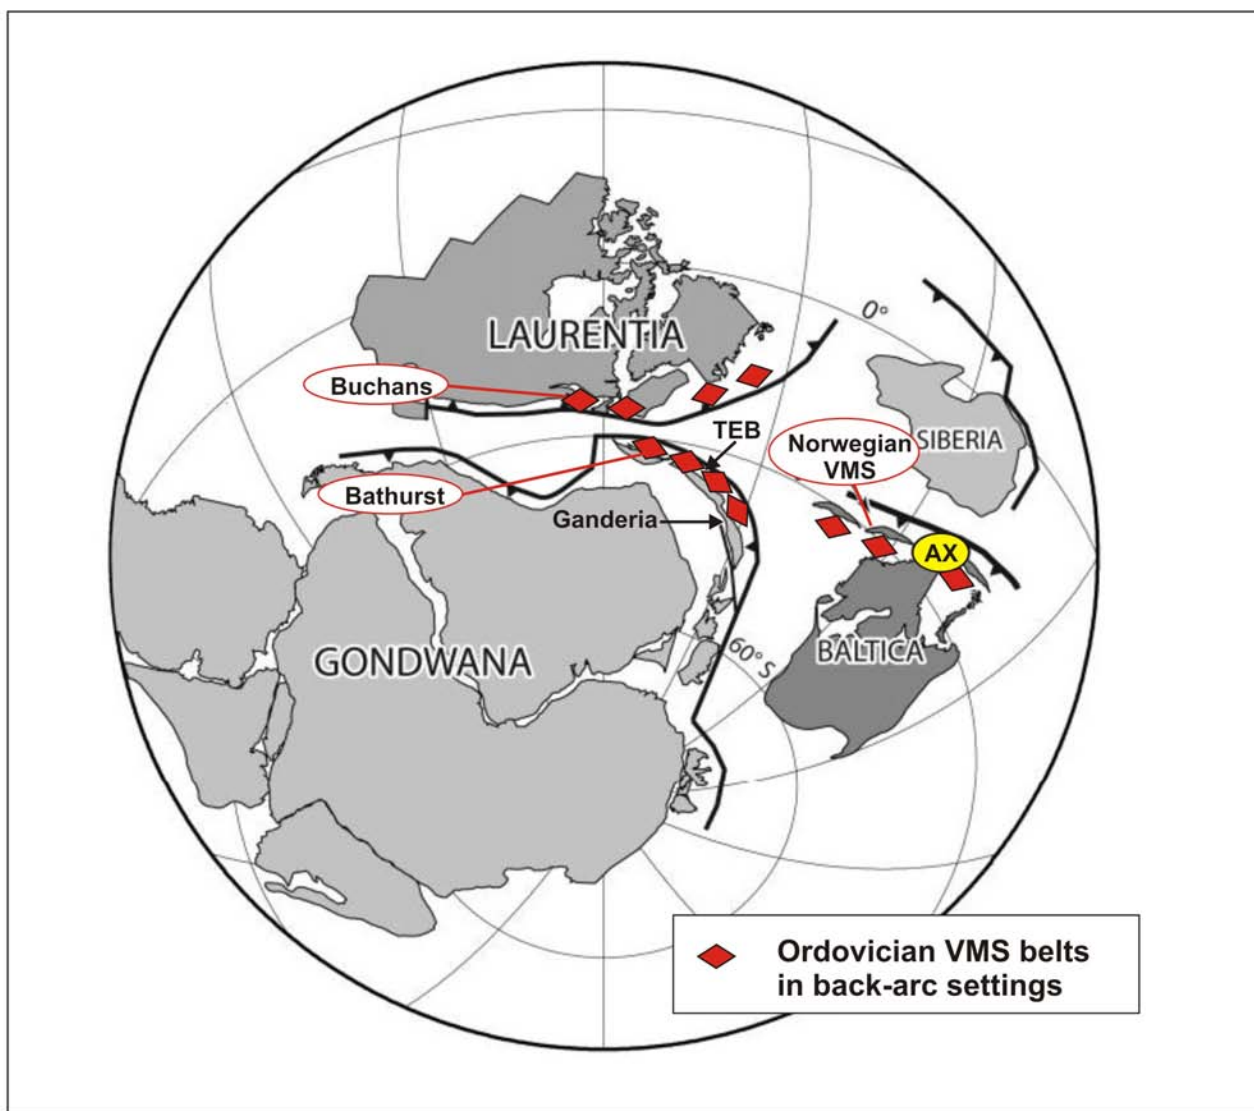 0°
LAURENTIA
Buchans
TEB
Norwegian
VMS
SIBERIA
Bathurst
Ganderia
AX
GONDWANA
60° S
BALTICA
Ordovician VMS belts
in back-arc settings